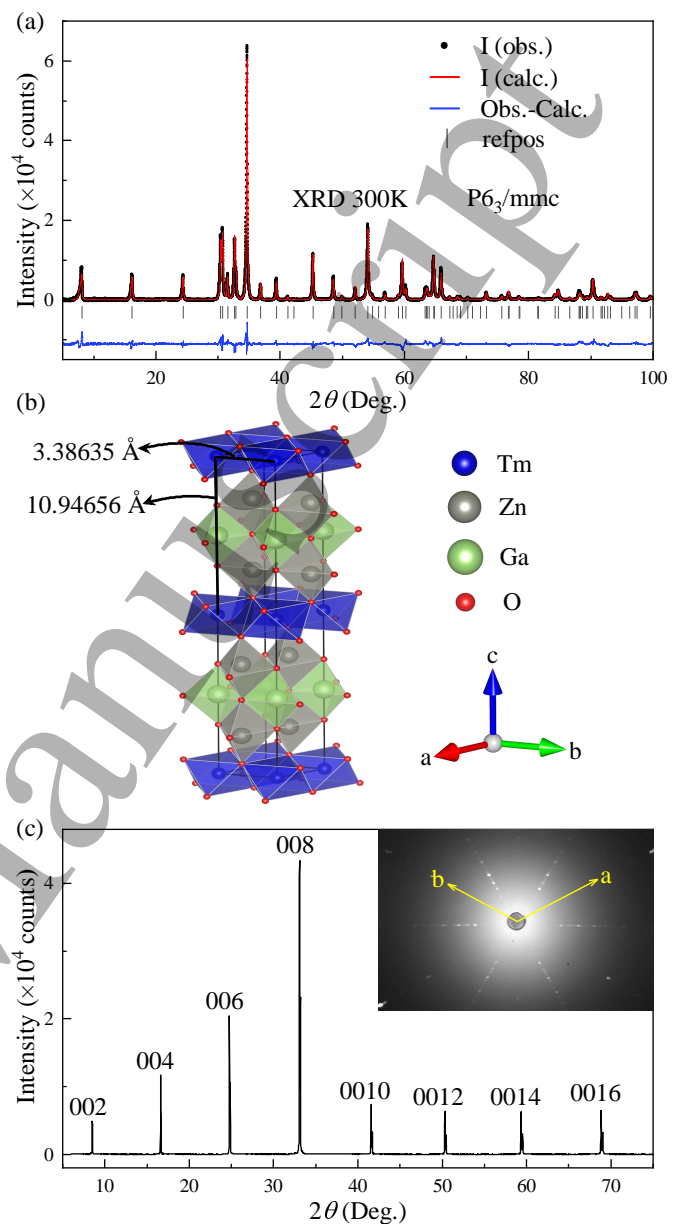 (a)
I (obs.)
I (calc.)
Obs.-Calc.
refpos
XRD 300K
P6₃/mmc
Intensity (×10⁴ counts)
6
4
2
0
20
40
60
80
100
2θ (Deg.)
(b)
3.38635 Å
10.94656 Å
Tm
Zn
Ga
O
c
a
b
(c)
008
006
004
002
0010
0012
0014
0016
b
a
Intensity (×10⁴ counts)
4
2
0
10
20
30
40
50
60
70
2θ (Deg.)